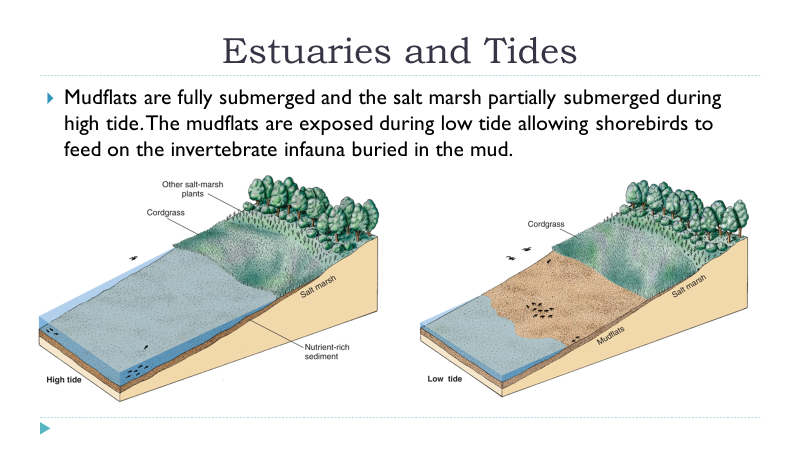 Estuaries and Tides
Mudflats are fully submerged and the salt marsh partially submerged during
high tide. The mudflats are exposed during low tide allowing shorebirds to
feed on the invertebrate infauna buried in the mud.
Other salt-marsh
plants
Cordgrass
Salt marsh
Nutrient-rich
sediment
High tide
Cordgrass
Salt marsh
Mudflats
Low tide